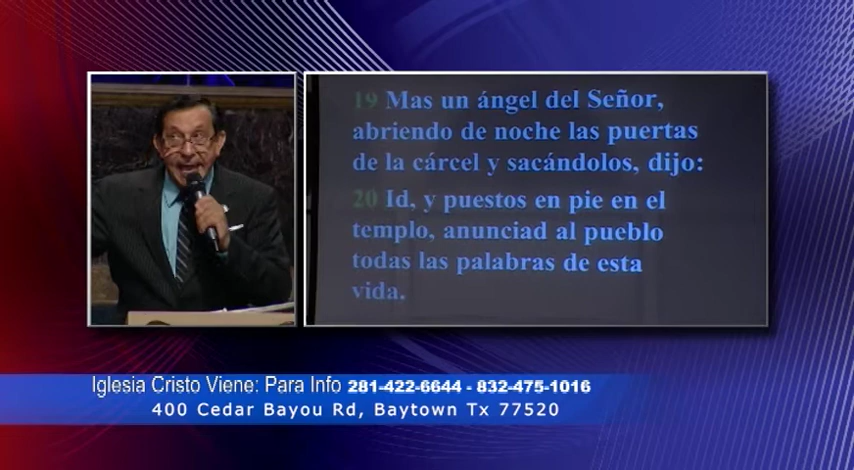 19 Mas un ángel del Señor,
abriendo de noche las puertas
de la cárcel y sacándolos, dijo:
20 Id, y puestos en pie en el
templo, anunciad al pueblo
todas las palabras de esta
vida.
Iglesia Cristo Viene: Para Info 281-422-6644 - 832-475-1016
400 Cedar Bayou Rd, Baytown Tx 77520